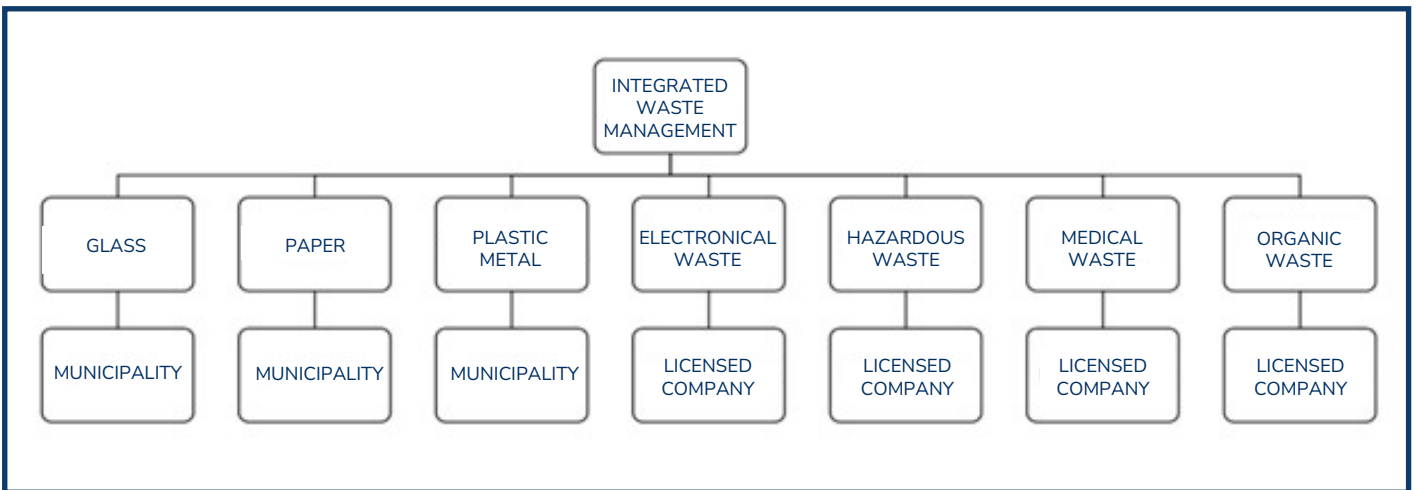 INTEGRATED
WASTE
MANAGEMENT
GLASS
PAPER
PLASTIC
METAL
ELECTRONICAL
WASTE
HAZARDOUS
WASTE
MEDICAL
WASTE
ORGANIC
WASTE
MUNICIPALITY
MUNICIPALITY
MUNICIPALITY
LICENSED
COMPANY
LICENSED
COMPANY
LICENSED
COMPANY
LICENSED
COMPANY